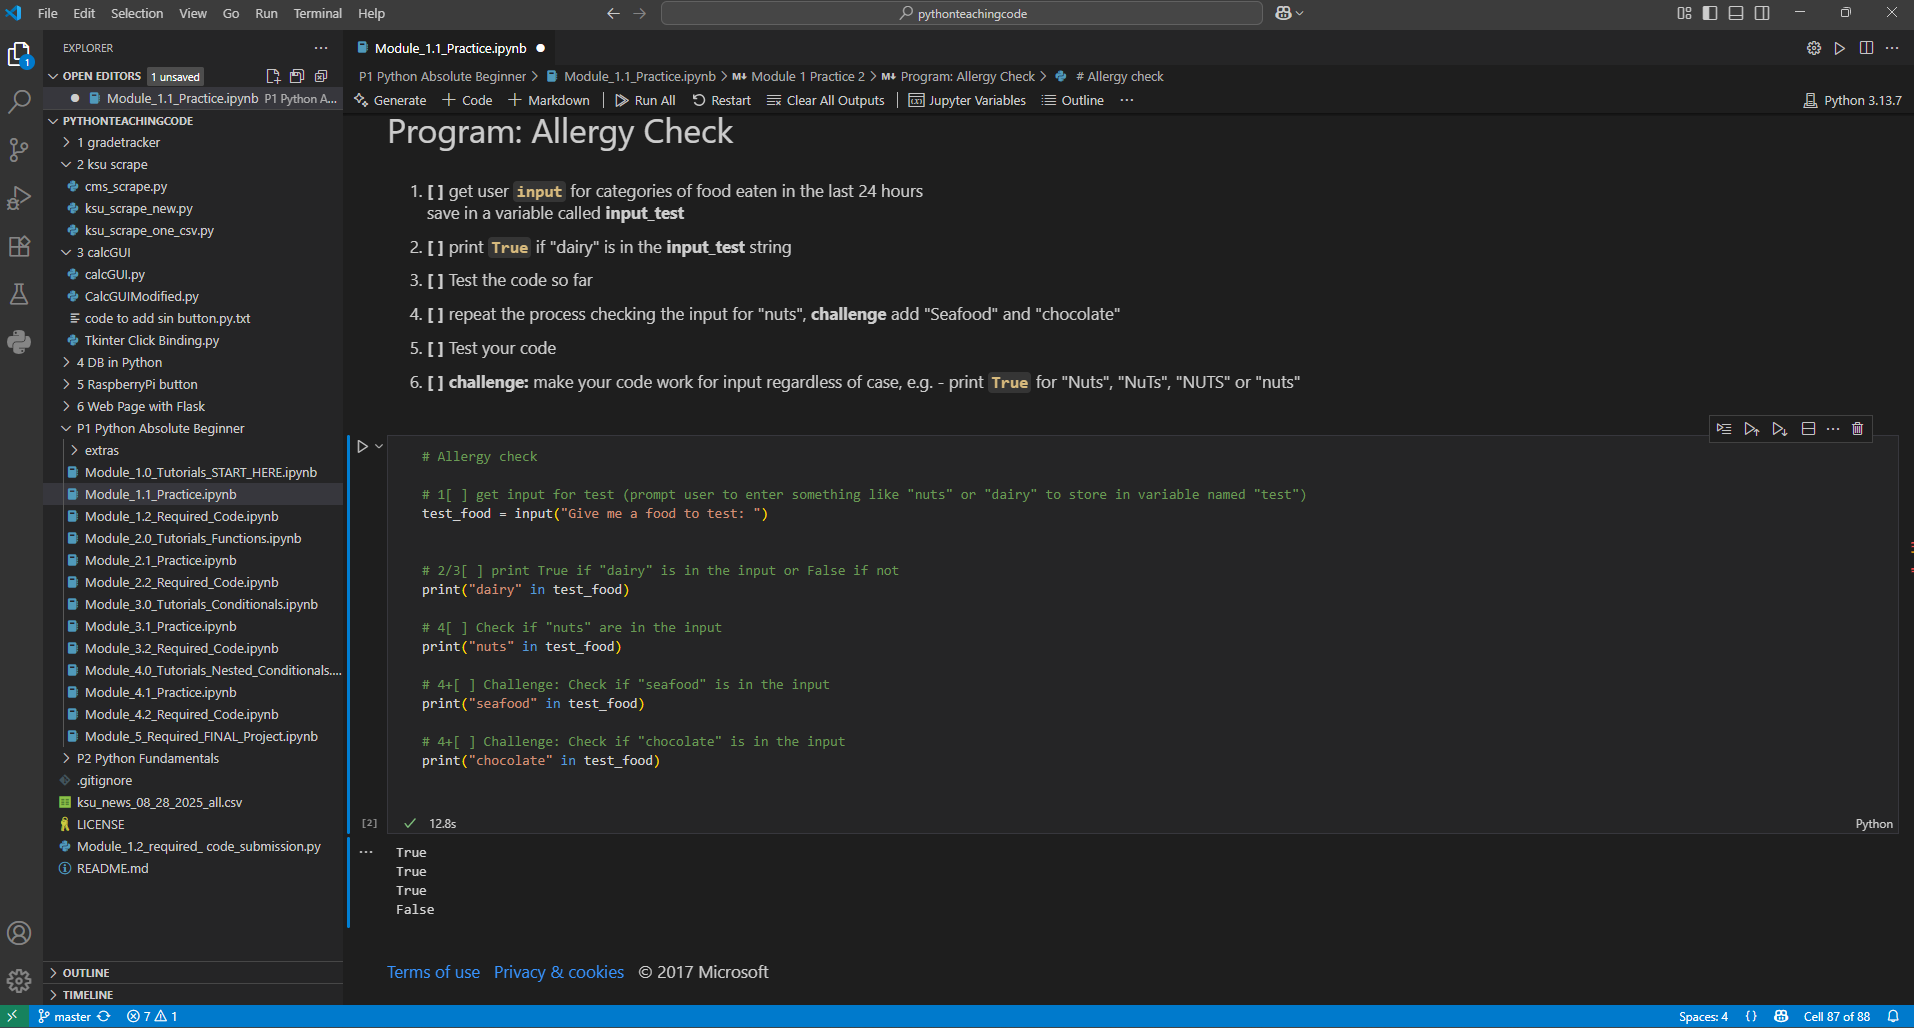 File Edit Selection View Go Run Terminal Help
pythonteachingcode
EXPLORER
OPEN EDITORS 1 unsaved
Module_1.1_Practice.ipynb P1 Python A...
PYTHONTEACHINGCODE
1 gradetracker
2 ksu scrape
cms_scrape.py
ksu_scrape_new.py
ksu_scrape_one_csv.py
3 calcGUI
calcGUI.py
CalcGUIModified.py
code to add sin button.py.txt
Tkinter Click Binding.py
4 DB in Python
5 RaspberryPi button
6 Web Page with Flask
P1 Python Absolute Beginner
extras
Module_1.0_Tutorials_START_HERE.ipynb
Module_1.1_Practice.ipynb
Module_1.2_Required_Code.ipynb
Module_2.0_Tutorials_Functions.ipynb
Module_2.1_Practice.ipynb
Module_2.2_Required_Code.ipynb
Module_3.0_Tutorials_Conditionals.ipynb
Module_3.1_Practice.ipynb
Module_3.2_Required_Code.ipynb
Module_4.0_Tutorials_Nested_Conditionals....
Module_4.1_Practice.ipynb
Module_4.2_Required_Code.ipynb
Module_5_Required_FINAL_Project.ipynb
P2 Python Fundamentals
.gitignore
ksu_news_08_28_2025_all.csv
LICENSE
Module_1.2_required_ code_submission.py
README.md
OUTLINE
TIMELINE
1
Module_1.1_Practice.ipynb
P1 Python Absolute Beginner > Module_1.1_Practice.ipynb > M↓ Module 1 Practice 2 > M↓ Program: Allergy Check > # Allergy check
Generate + Code + Markdown | Run All Restart Clear All Outputs | Jupyter Variables Outline ...
Python 3.13.7
Program: Allergy Check
1. [ ] get user input for categories of food eaten in the last 24 hours
save in a variable called input_test
2. [ ] print True if "dairy" is in the input_test string
3. [ ] Test the code so far
4. [ ] repeat the process checking the input for "nuts", challenge add "Seafood" and "chocolate"
5. [ ] Test your code
6. [ ] challenge: make your code work for input regardless of case, e.g. - print True for "Nuts", "NuTs", "NUTS" or "nuts"
# Allergy check
# 1[ ] get input for test (prompt user to enter something like "nuts" or "dairy" to store in variable named "test")
test_food = input("Give me a food to test: ")
# 2/3[ ] print True if "dairy" is in the input or False if not
print("dairy" in test_food)
# 4[ ] Check if "nuts" are in the input
print("nuts" in test_food)
# 4+[ ] Challenge: Check if "seafood" is in the input
print("seafood" in test_food)
# 4+[ ] Challenge: Check if "chocolate" is in the input
print("chocolate" in test_food)
[2] 12.8s
Python
True
True
True
False
Terms of use Privacy & cookies © 2017 Microsoft
master 7 1
Spaces: 4 {} Cell 87 of 88